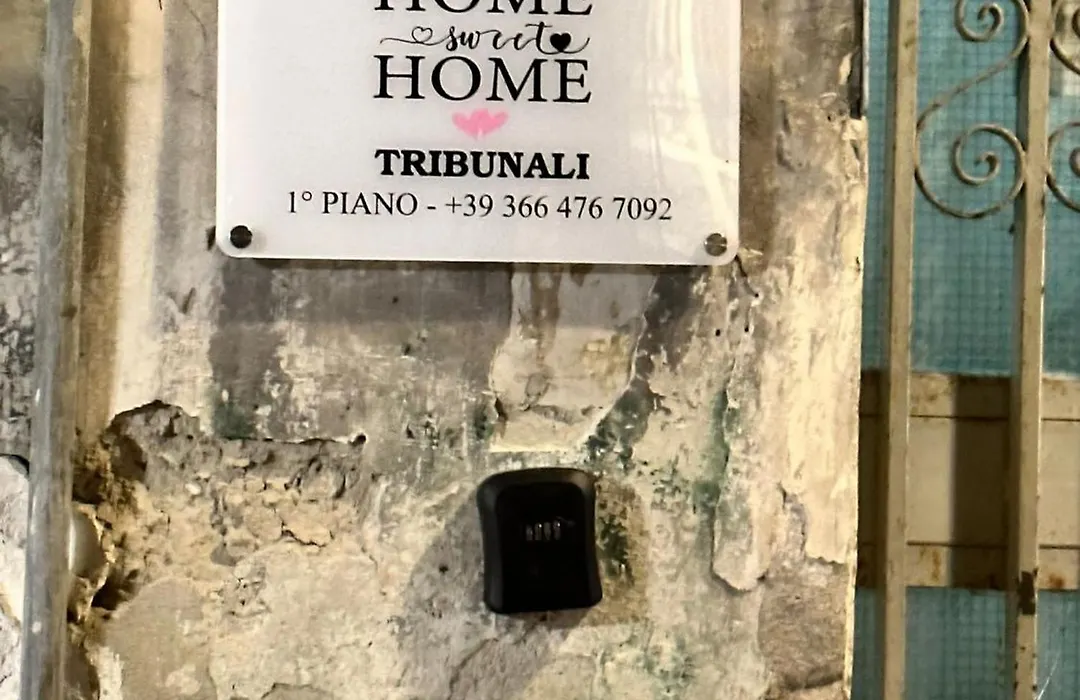 HOME
sweet
HOME
TRIBUNALI
1° PIANO - +39 366 476 7092